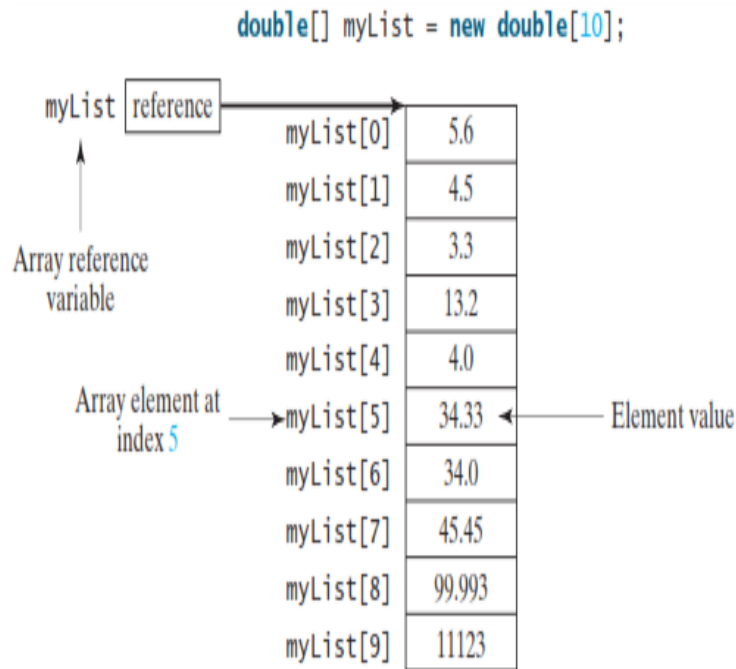 double[] myList = new double[10];
myList reference
myList[0] 5.6
myList[1] 4.5
Array reference
variable
myList[2] 3.3
myList[3] 13.2
myList[4] 4.0
Array element at
index 5
myList[5] 34.33 Element value
myList[6] 34.0
myList[7] 45.45
myList[8] 99.993
myList[9] 11123